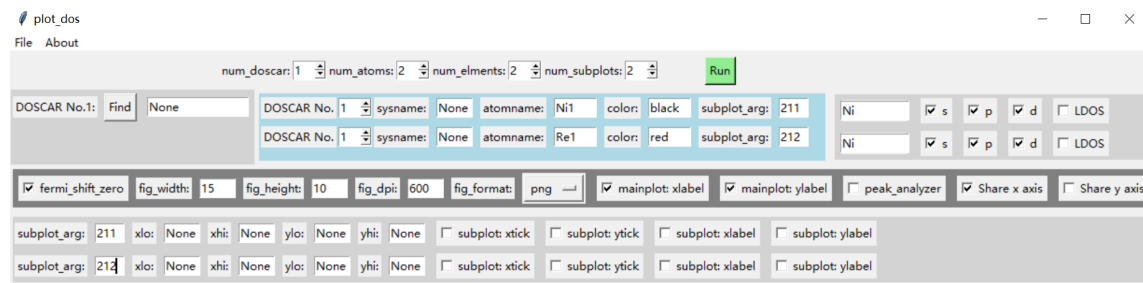 plot_dos
File About
num_doscar: 1 num_atoms: 2 num_elments: 2 num_subplots: 2 Run
DOSCAR No.1: Find None DOSCAR No. 1 sysname: None atomname: Ni1 color: black subplot_arg: 211 Ni s p d LDOS
DOSCAR No. 1 sysname: None atomname: Re1 color: red subplot_arg: 212 Ni s p d LDOS
fermi_shift_zero fig_width: 15 fig_height: 10 fig_dpi: 600 fig_format: png mainplot: xlabel mainplot: ylabel peak_analyzer Share x axis Share y axis
subplot_arg: 211 xlo: None xhi: None ylo: None yhi: None subplot: xtick subplot: ytick subplot: xlabel subplot: ylabel
subplot_arg: 212 xlo: None xhi: None ylo: None yhi: None subplot: xtick subplot: ytick subplot: xlabel subplot: ylabel